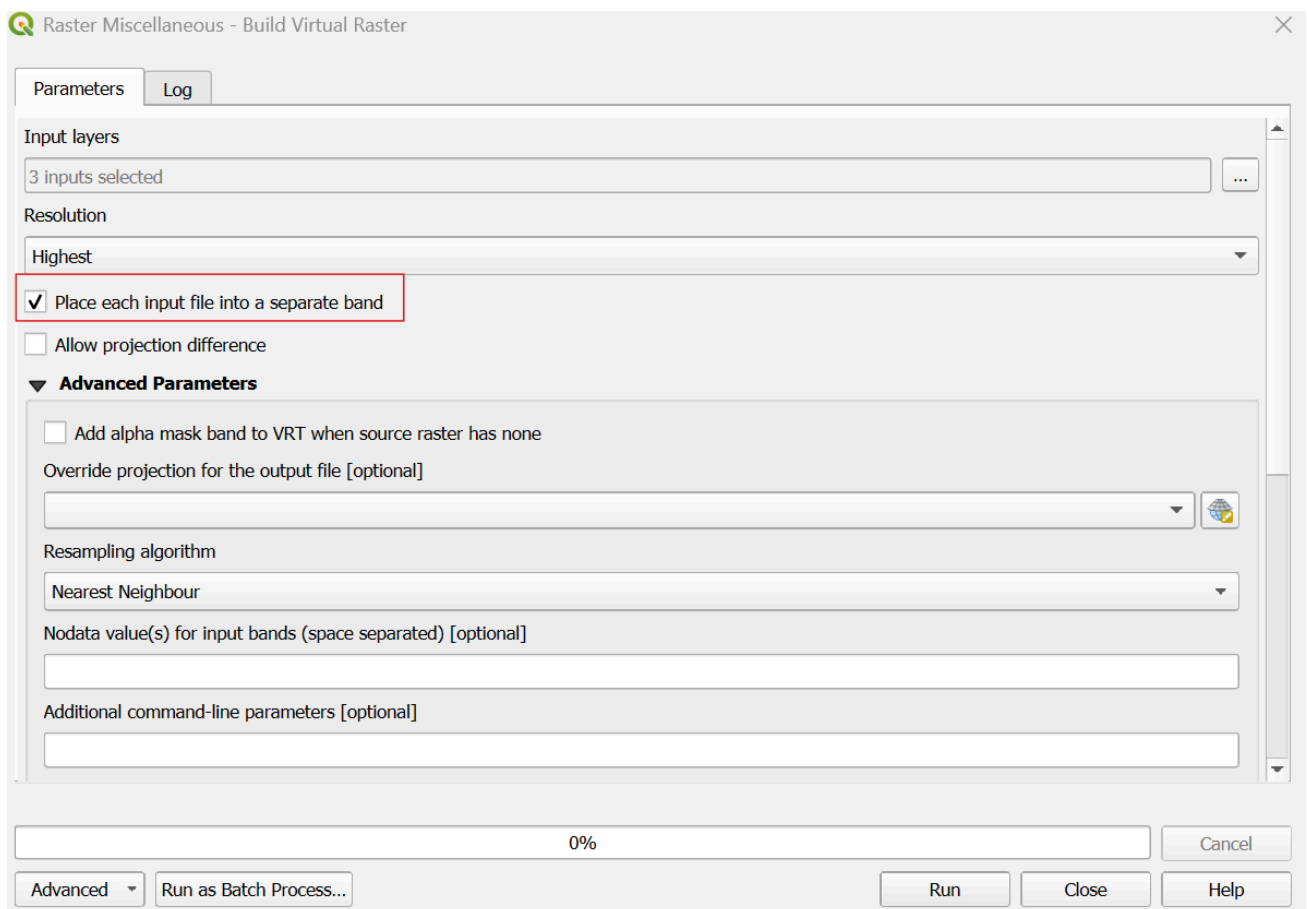 Raster Miscellaneous - Build Virtual Raster
Parameters
Log
Input layers
3 inputs selected
...
Resolution
Highest
Place each input file into a separate band
Allow projection difference
Advanced Parameters
Add alpha mask band to VRT when source raster has none
Override projection for the output file [optional]
Resampling algorithm
Nearest Neighbour
Nodata value(s) for input bands (space separated) [optional]
Additional command-line parameters [optional]
0%
Cancel
Advanced
Run as Batch Process...
Run
Close
Help